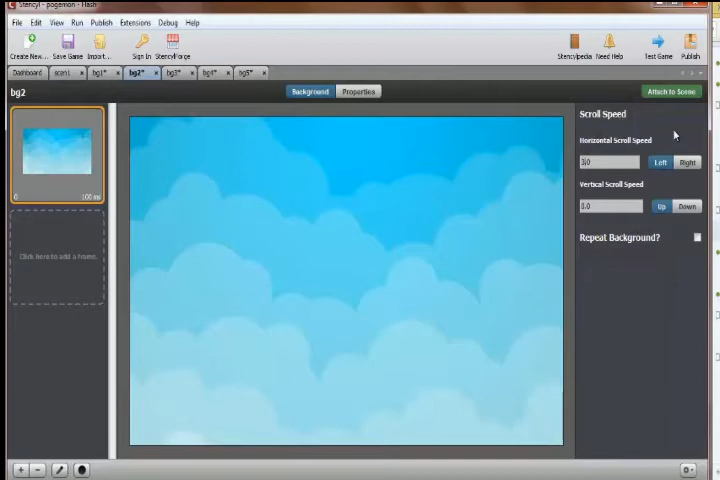 Stencyl - pogemon - Flash
File Edit View Run Publish Extensions Debug Help
Create New... Save Game Import... Sign In StencylForge Stencylpedia Need Help Test Game Publish
Dashboard scen1 bg1* bg2* bg3* bg4* bg5*
bg2 Background Properties Attach to Scene
Scroll Speed
Horizontal Scroll Speed
Left Right
Vertical Scroll Speed
0.0 Up Down
Repeat Background?
0 100 ms
Click here to add a frame.